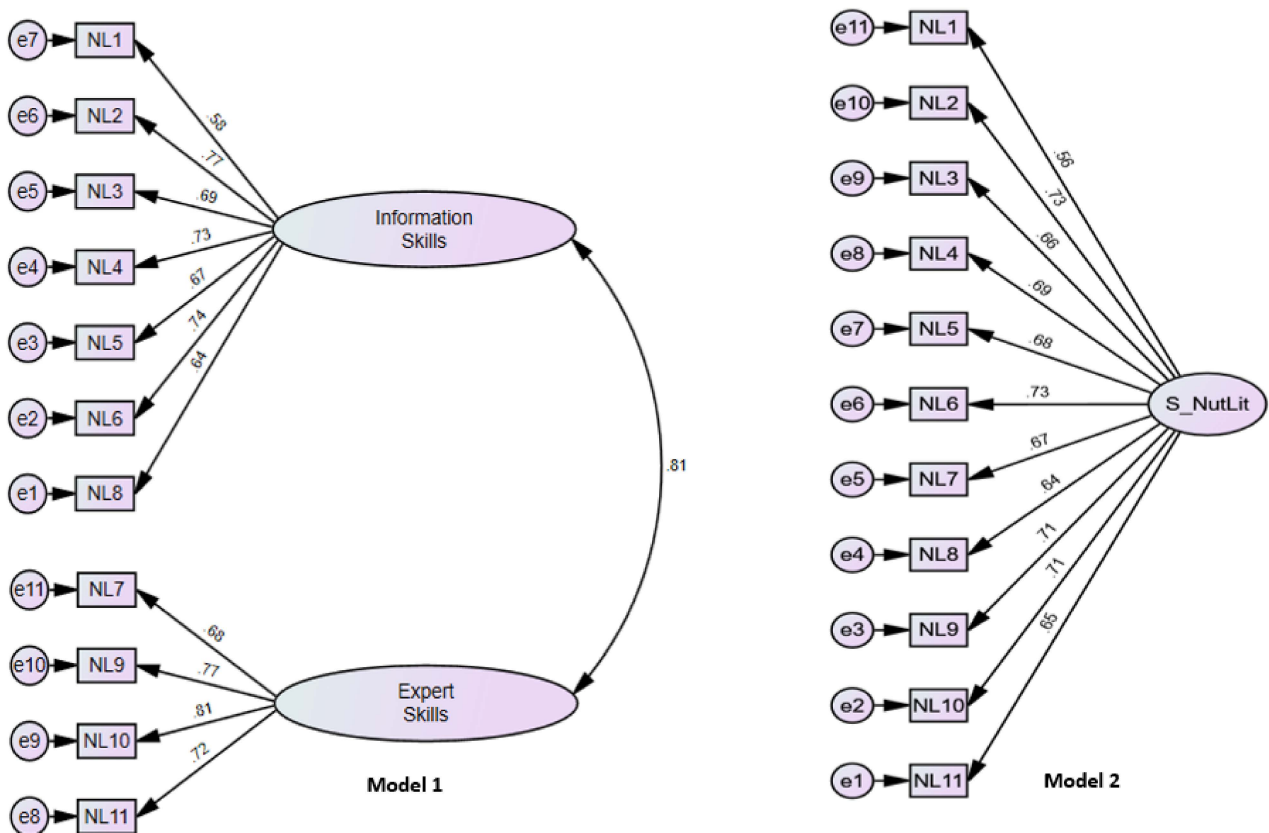 e7 NL1
.58
e6 NL2
.77
e5 NL3
.69
Information
Skills
e4 NL4
.73
e3 NL5
.67
e2 NL6
.74
e1 NL8
.64
.81
e11 NL7
.68
e10 NL9
.77
Expert
Skills
e9 NL10
.81
e8 NL11
.72
Model 1
e11 NL1
.56
e10 NL2
.73
e9 NL3
.66
e8 NL4
.69
e7 NL5
.68
e6 NL6
.73
S_NutLit
e5 NL7
.67
e4 NL8
.64
e3 NL9
.71
e2 NL10
.71
e1 NL11
.65
Model 2